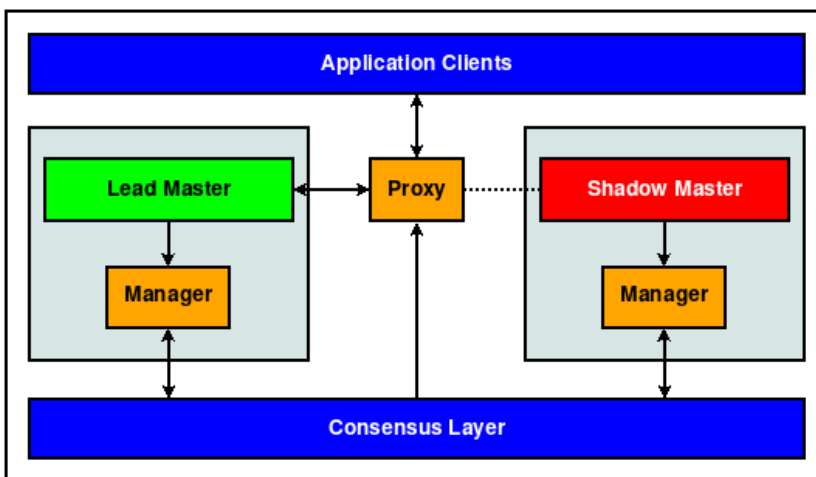 Application Clients
Lead Master
Proxy
Shadow Master
Manager
Manager
Consensus Layer